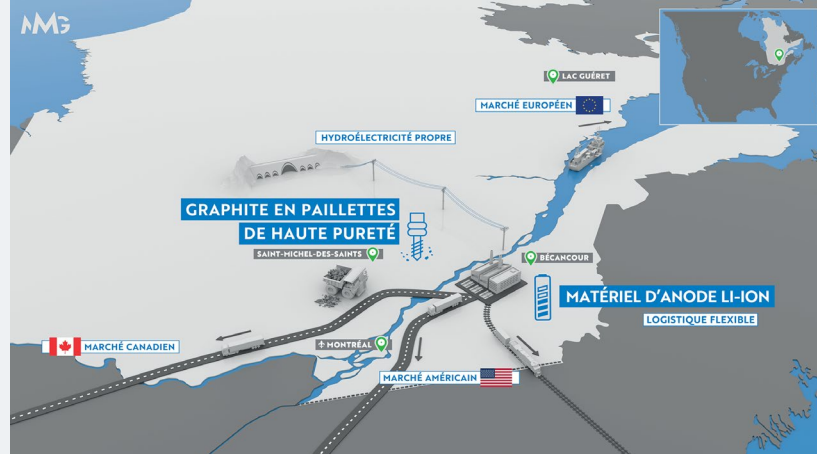 NMG
LAC GUÉRET
MARCHÉ EUROPÉEN
HYDROÉLECTRICITÉ PROPRE
GRAPHITE EN PAILLETTES
DE HAUTE PURETÉ
SAINT-MICHEL-DES-SAINTS
BÉCANCOUR
MATÉRIEL D'ANODE LI-ION
LOGISTIQUE FLEXIBLE
MARCHÉ CANADIEN
MONTRÉAL
MARCHÉ AMÉRICAIN